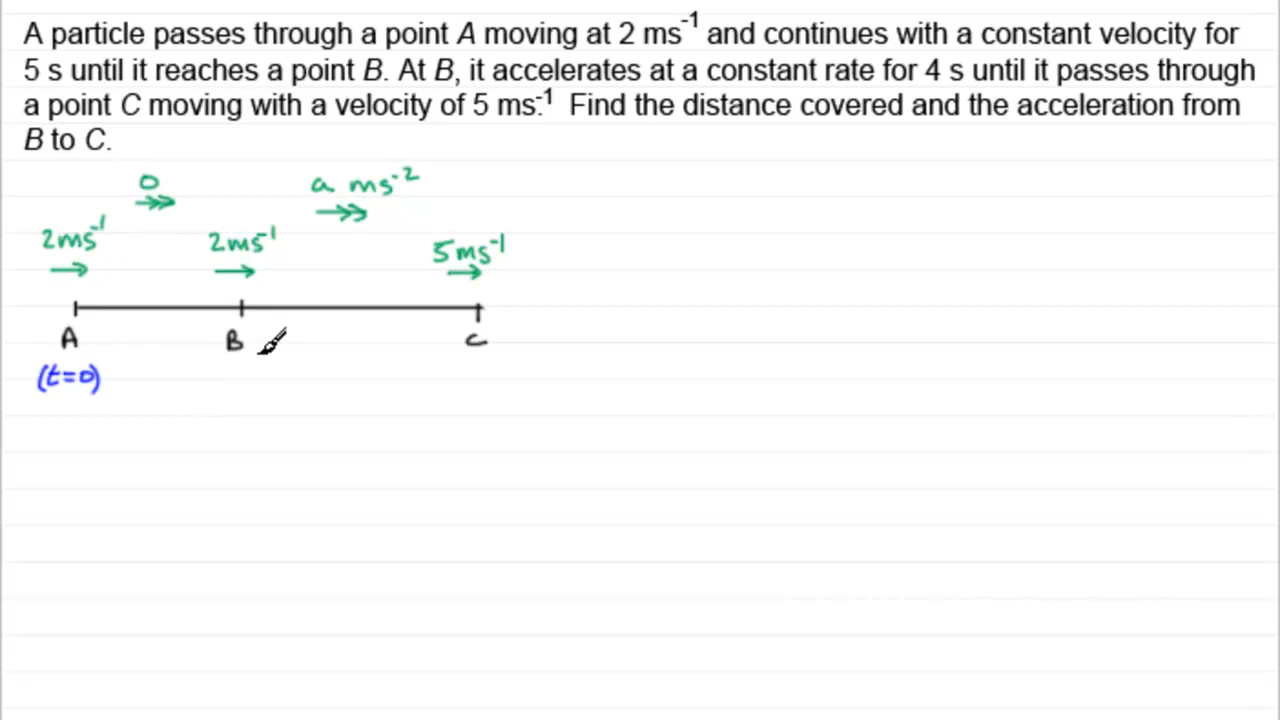 A particle passes through a point A moving at 2 ms⁻¹ and continues with a constant velocity for
5 s until it reaches a point B. At B, it accelerates at a constant rate for 4 s until it passes through
a point C moving with a velocity of 5 ms⁻¹. Find the distance covered and the acceleration from
B to C.
0 a ms⁻²
2ms⁻¹ 2ms⁻¹ 5ms⁻¹
A B C
(t=0)